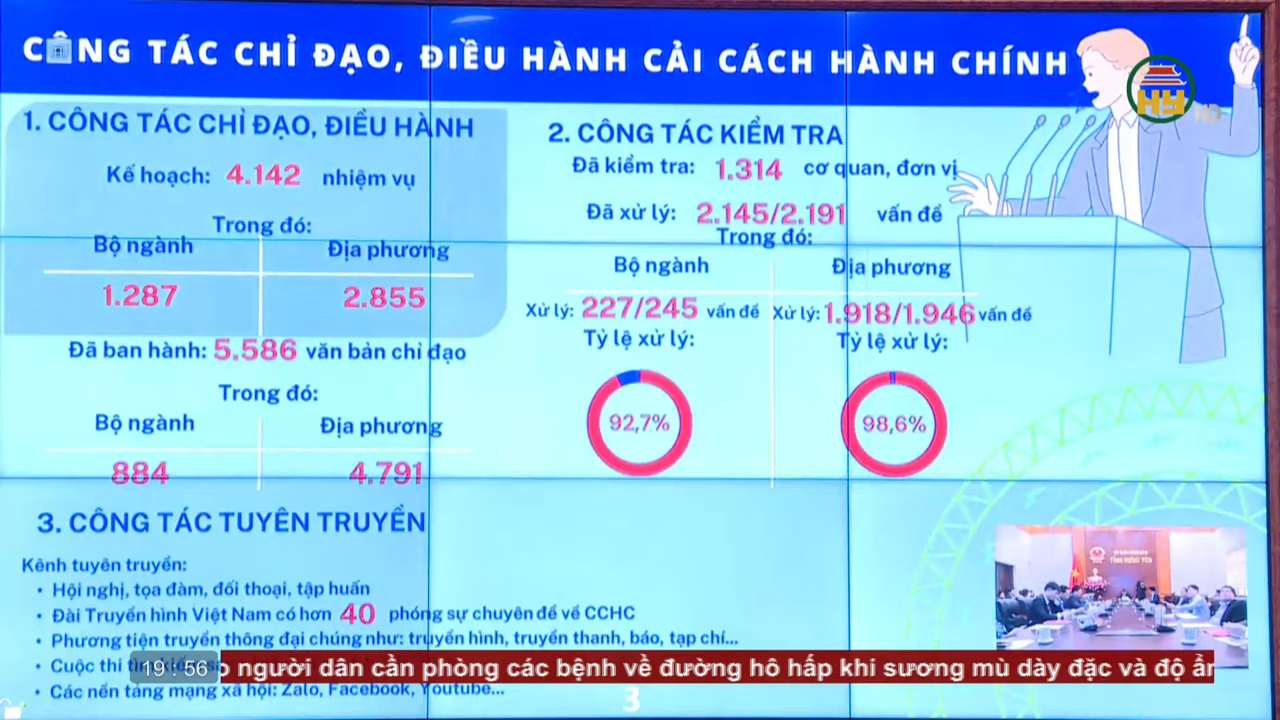 CÔNG TÁC CHỈ ĐẠO, ĐIỀU HÀNH CẢI CÁCH HÀNH CHÍNH
HY HD
1. CÔNG TÁC CHỈ ĐẠO, ĐIỀU HÀNH
Kế hoạch: 4.142 nhiệm vụ
Trong đó:
Bộ ngành Địa phương
1.287 2.855
Đã ban hành: 5.586 văn bản chỉ đạo
Trong đó:
Bộ ngành Địa phương
884 4.791
2. CÔNG TÁC KIỂM TRA
Đã kiểm tra: 1.314 cơ quan, đơn vị
Đã xử lý: 2.145/2.191 vấn đề
Trong đó:
Bộ ngành Địa phương
Xử lý: 227/245 vấn đề Xử lý: 1.918/1.946 vấn đề
Tỷ lệ xử lý: Tỷ lệ xử lý:
92,7% 98,6%
3. CÔNG TÁC TUYÊN TRUYỀN
Kênh tuyên truyền:
• Hội nghị, tọa đàm, đối thoại, tập huấn
• Đài Truyền hình Việt Nam có hơn 40 phóng sự chuyên đề về CCHC
• Phương tiện truyền thông đại chúng như: truyền hình, truyền thanh, báo, tạp chí...
• Cuộc thi
• Các nền tảng mạng xã hội: Zalo, Facebook, Youtube...
TỈNH HƯNG YÊN
19:56 người dân cần phòng các bệnh về đường hô hấp khi sương mù dày đặc và độ ẩm
3